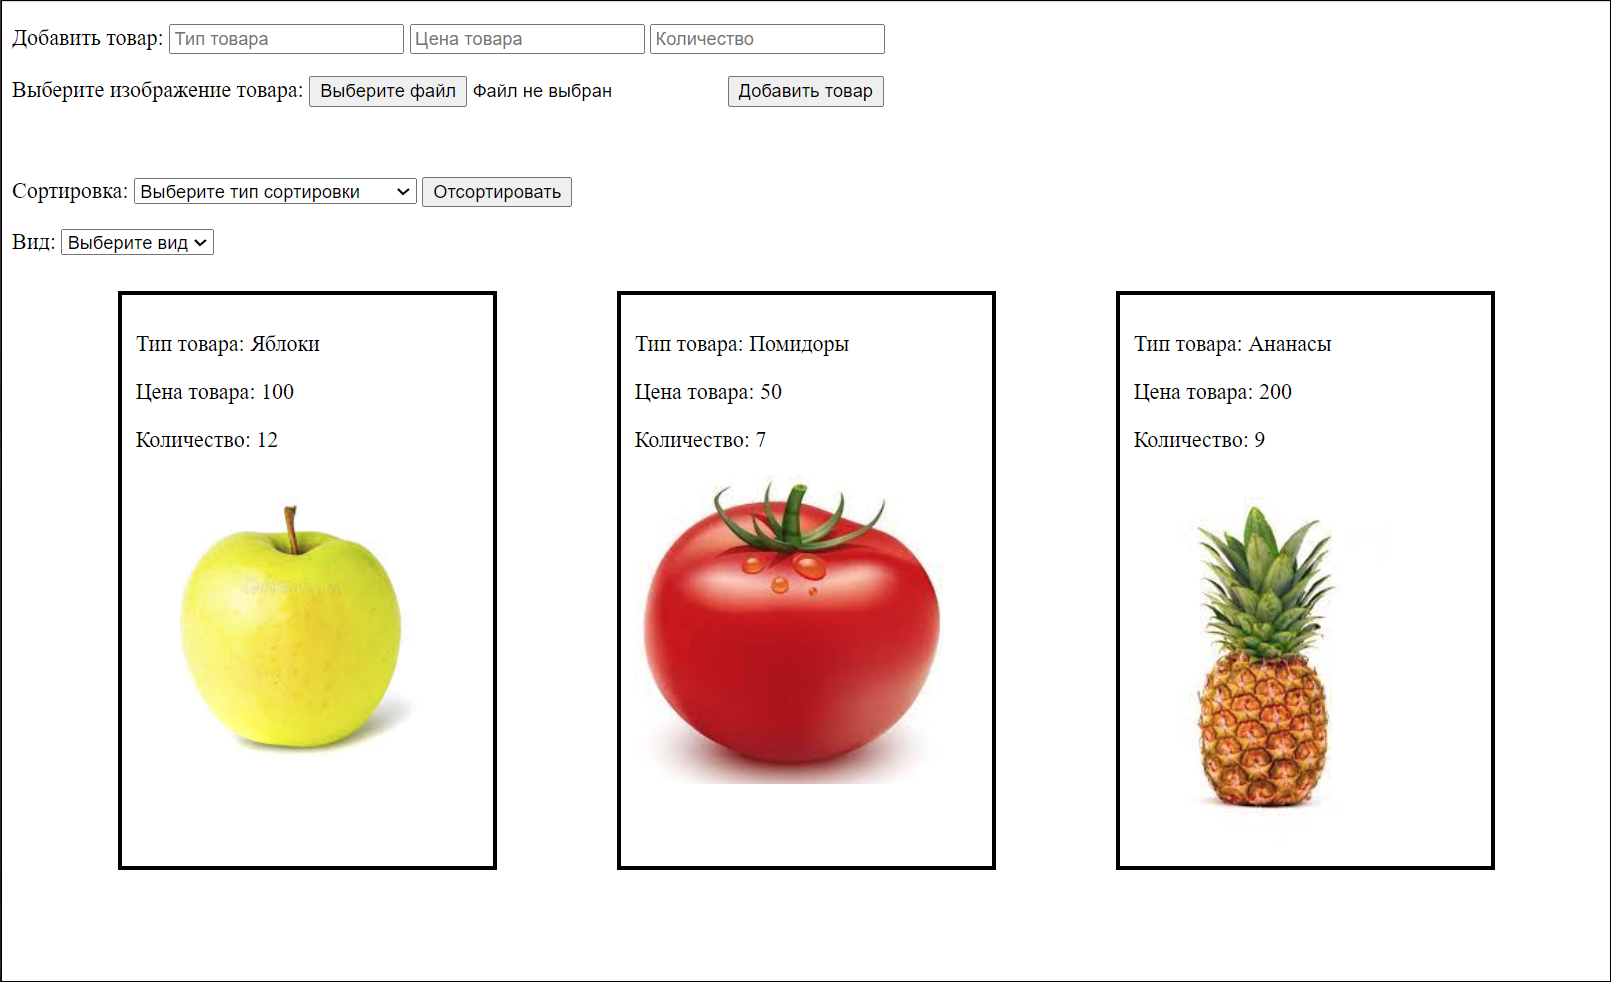 Добавить товар: Тип товара Цена товара Количество
Выберите изображение товара: Выберите файл Файл не выбран Добавить товар
Сортировка: Выберите тип сортировки Отсортировать
Вид: Выберите вид
Тип товара: Яблоки
Цена товара: 100
Количество: 12
Тип товара: Помидоры
Цена товара: 50
Количество: 7
Тип товара: Ананасы
Цена товара: 200
Количество: 9